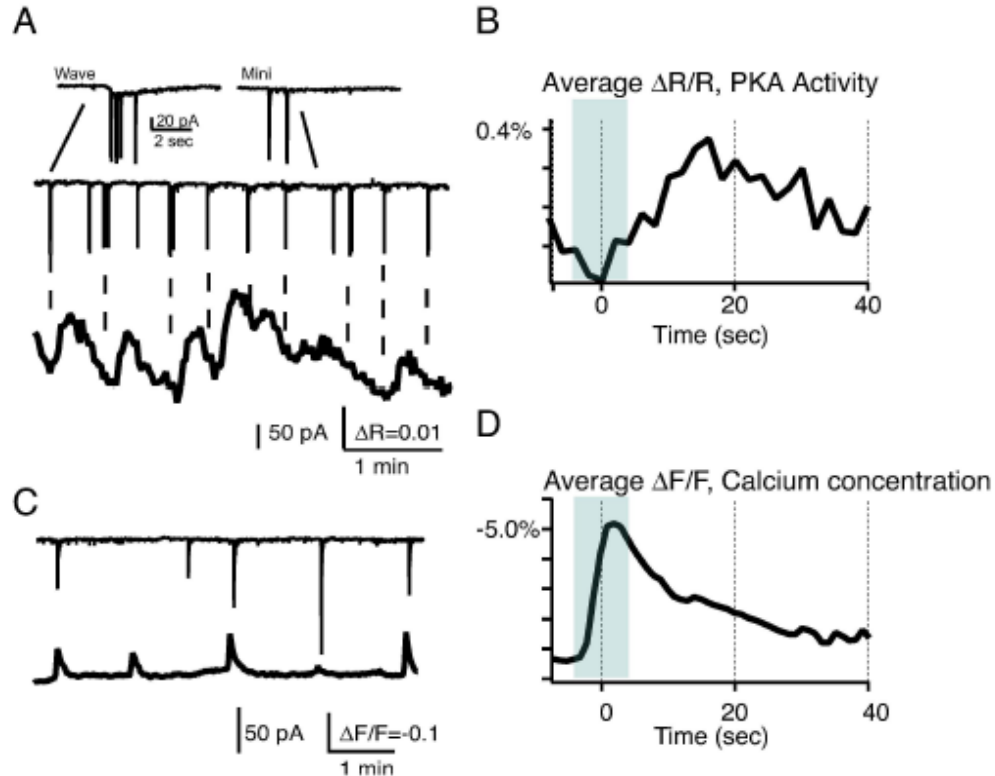 A
Wave
Mini
20 pA
2 sec
50 pA
ΔR=0.01
1 min
B
Average ΔR/R, PKA Activity
0.4%
0
20
40
Time (sec)
C
50 pA
ΔF/F=-0.1
1 min
D
Average ΔF/F, Calcium concentration
-5.0%
0
20
40
Time (sec)